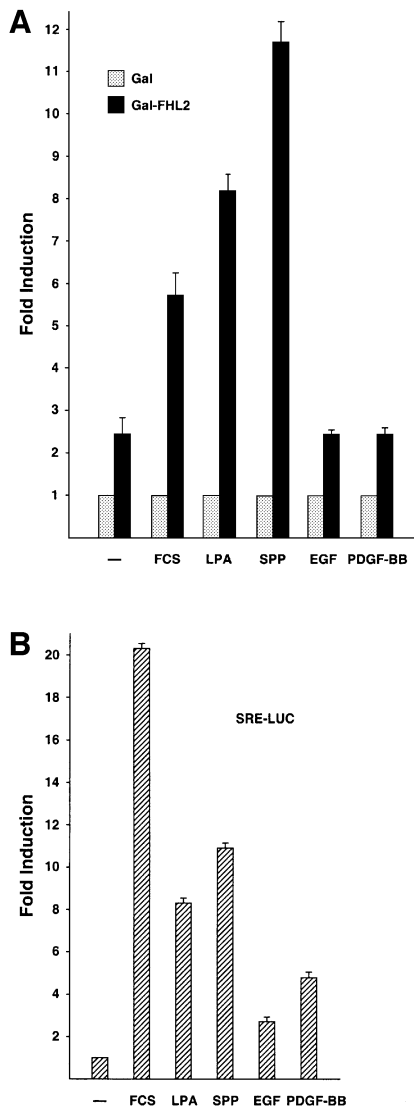 A
12
11
10
9
8
7
6
5
4
3
2
1
Fold Induction
Gal
Gal-FHL2
— FCS LPA SPP EGF PDGF-BB
B
20
18
16
14
12
10
8
6
4
2
Fold Induction
SRE-LUC
— FCS LPA SPP EGF PDGF-BB